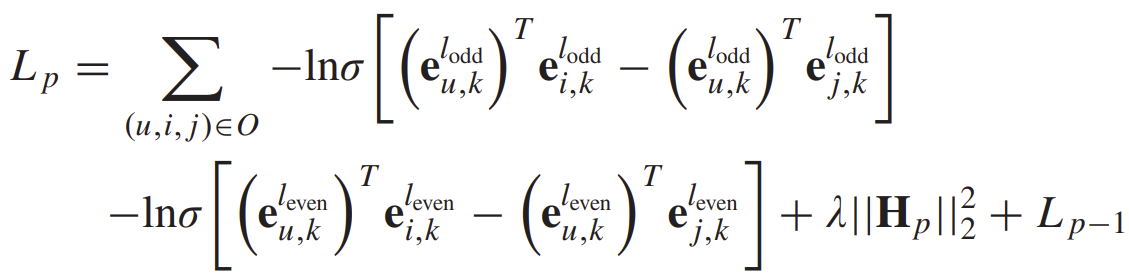 L_p = \sum_{(u,i,j)\in O} -\ln\sigma\left[\left(\mathbf{e}_{u,k}^{l_{\text{odd}}}\right)^T \mathbf{e}_{i,k}^{l_{\text{odd}}} - \left(\mathbf{e}_{u,k}^{l_{\text{odd}}}\right)^T \mathbf{e}_{j,k}^{l_{\text{odd}}}\right]
-\ln\sigma\left[\left(\mathbf{e}_{u,k}^{l_{\text{even}}}\right)^T \mathbf{e}_{i,k}^{l_{\text{even}}} - \left(\mathbf{e}_{u,k}^{l_{\text{even}}}\right)^T \mathbf{e}_{j,k}^{l_{\text{even}}}\right] + \lambda||\mathbf{H}_p||_2^2 + L_{p-1}